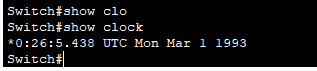 Switch#show clo
Switch#show clock
*0:26:5.438 UTC Mon Mar 1 1993
Switch#